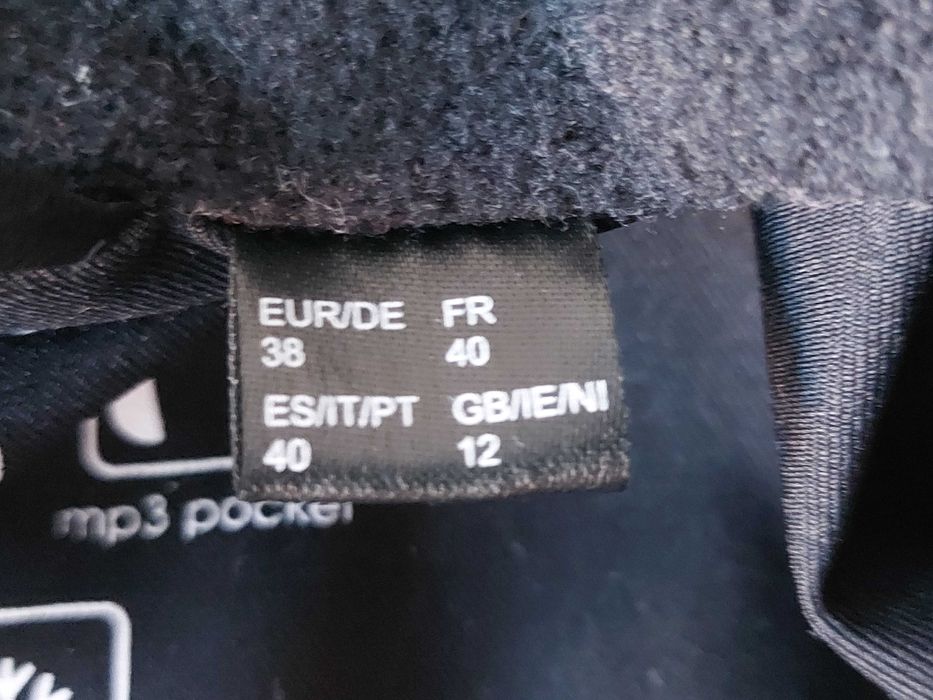 EUR/DE FR
38 40
ES/IT/PT GB/IE/NI
40 12
mp3 pocket